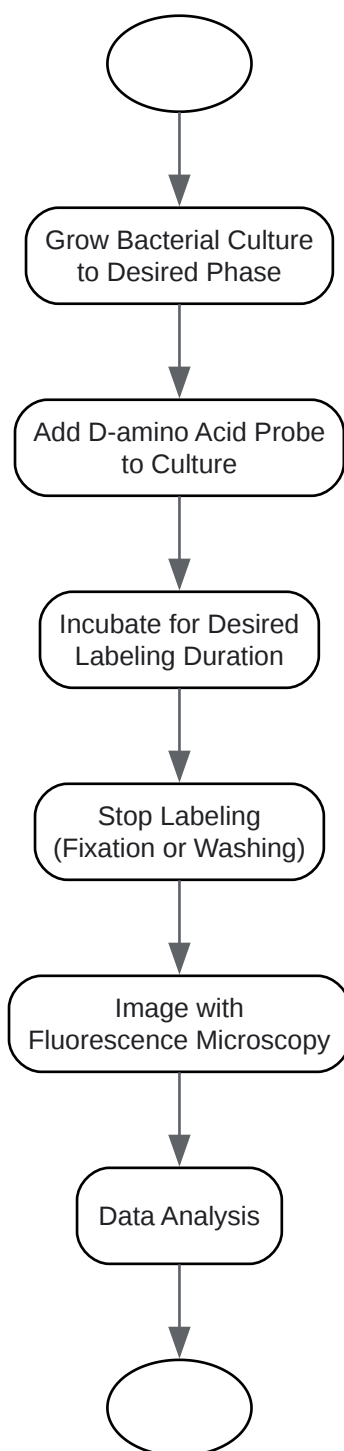 Grow Bacterial Culture
to Desired Phase
Add D-amino Acid Probe
to Culture
Incubate for Desired
Labeling Duration
Stop Labeling
(Fixation or Washing)
Image with
Fluorescence Microscopy
Data Analysis